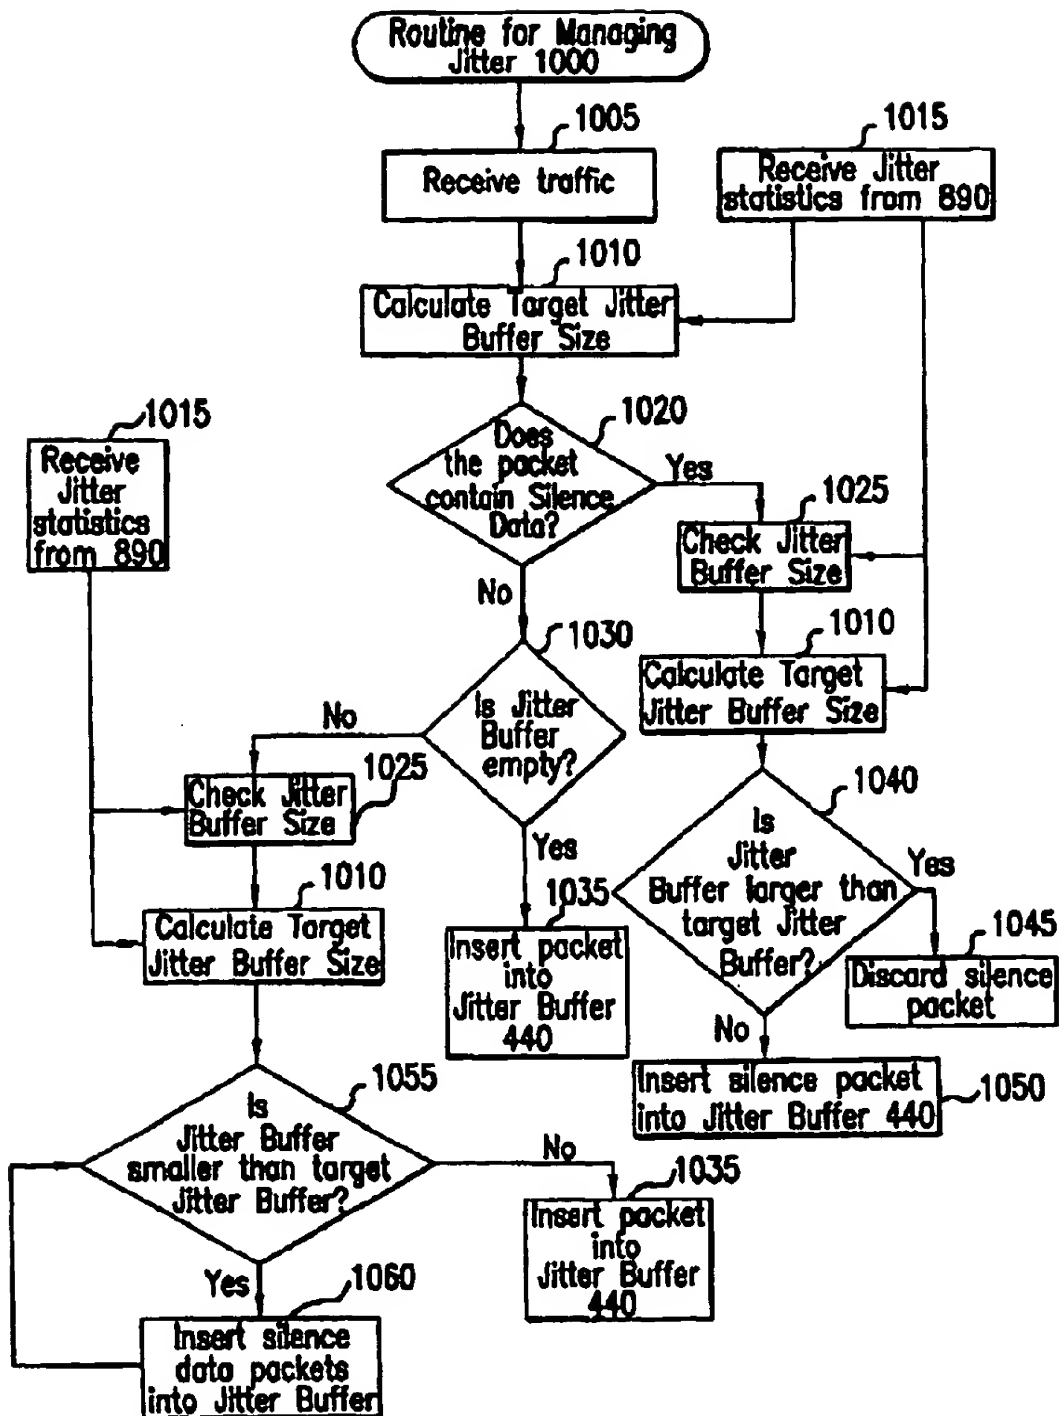 Routine for Managing
Jitter 1000
1005
Receive traffic
1015
Receive Jitter
statistics from 890
1010
Calculate Target Jitter
Buffer Size
1020
Does
the packet
contain Silence
Data?
Yes
No
1015
Receive
Jitter
statistics
from 890
1025
Check Jitter
Buffer Size
1010
Calculate Target
Jitter Buffer Size
1030
Is Jitter
Buffer
empty?
No
Yes
1025
Check Jitter
Buffer Size
1010
Calculate Target
Jitter Buffer Size
1035
Insert packet
into
Jitter Buffer
440
1040
Is
Jitter
Buffer larger than
target Jitter
Buffer?
Yes
No
1045
Discard silence
packet
1050
Insert silence packet
into Jitter Buffer 440
1055
Is
Jitter Buffer
smaller than target
Jitter Buffer?
No
Yes
1035
Insert packet
into
Jitter Buffer
440
1060
Insert silence
data packets
into Jitter Buffer